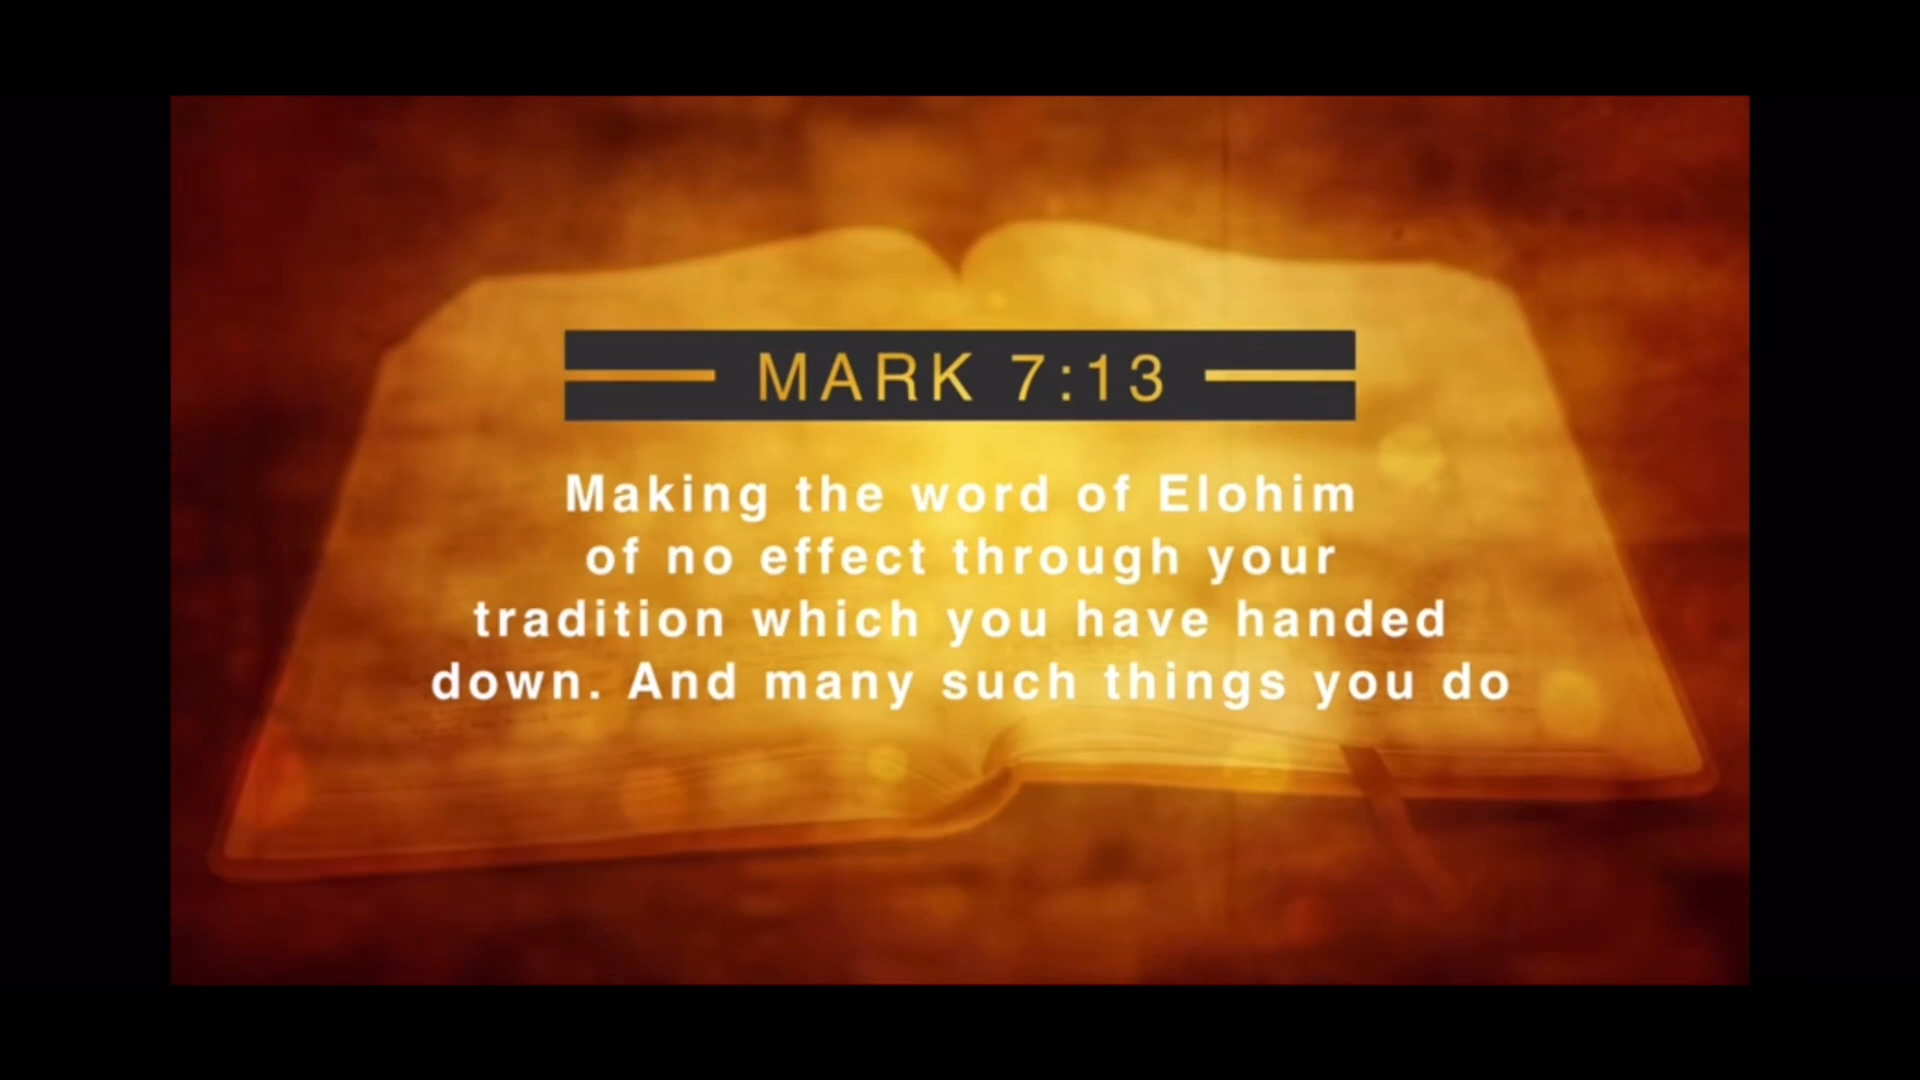 MARK 7:13
Making the word of Elohim
of no effect through your
tradition which you have handed
down. And many such things you do